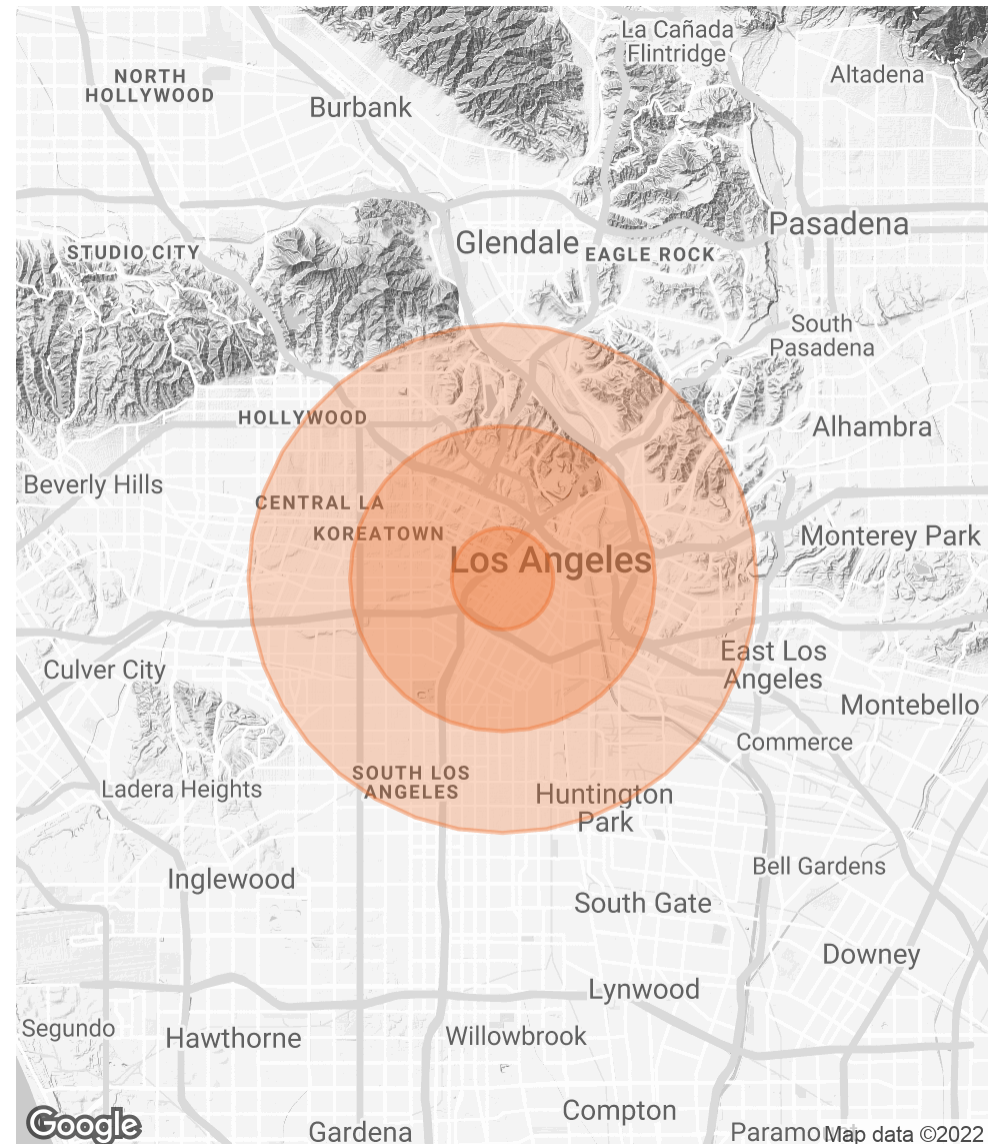 La Cañada
Flintridge
NORTH
HOLLYWOOD
Altadena
Burbank
Pasadena
Glendale
EAGLE ROCK
STUDIO CITY
South
Pasadena
HOLLYWOOD
Alhambra
Beverly Hills
CENTRAL LA
KOREATOWN
Monterey Park
Los Angeles
East Los
Angeles
Culver City
Montebello
Commerce
SOUTH LOS
ANGELES
Ladera Heights
Huntington
Park
Bell Gardens
Inglewood
South Gate
Downey
Lynwood
Segundo
Hawthorne
Willowbrook
Compton
Google
Gardena
Map data ©2022